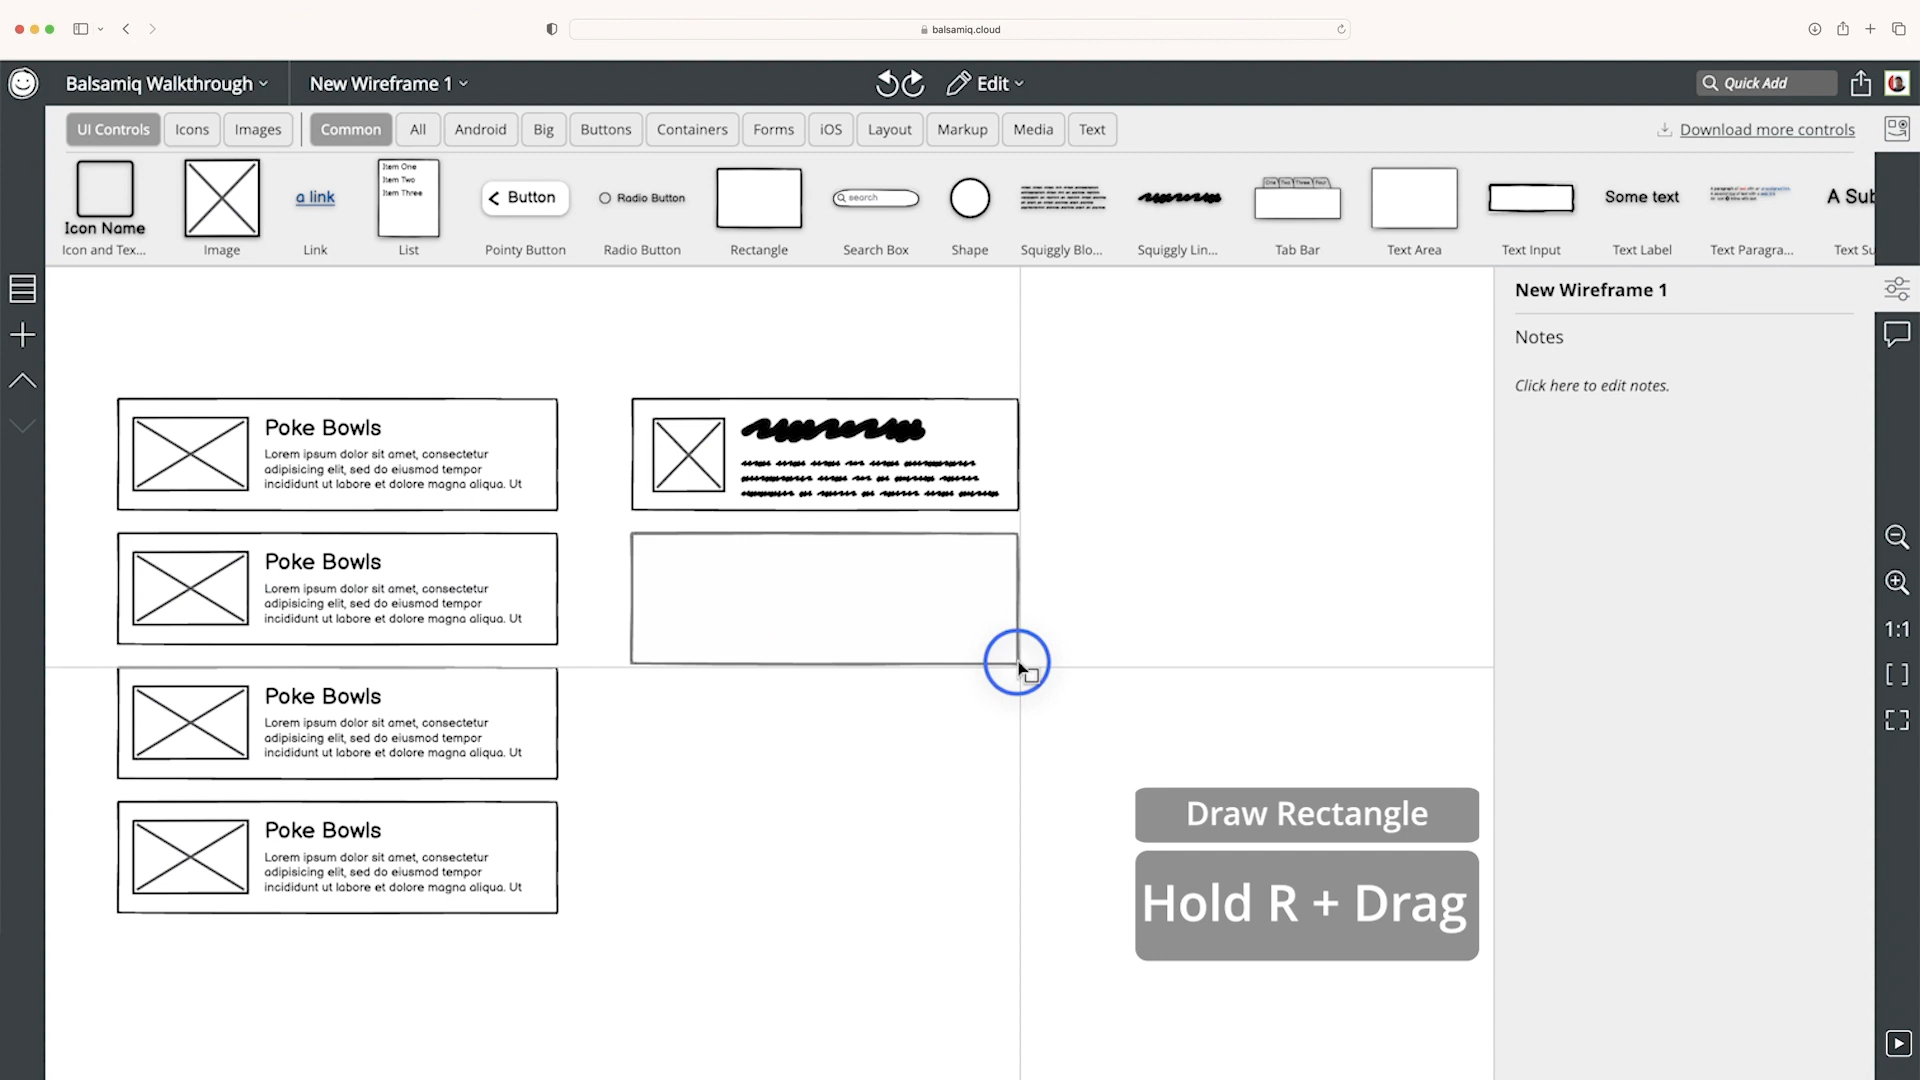 balsamiq.cloud
Balsamiq Walkthrough
New Wireframe 1
Edit
Quick Add
UI Controls
Icons
Images
Common
All
Android
Big
Buttons
Containers
Forms
iOS
Layout
Markup
Media
Text
Download more controls
Icon Name
a link
Item One
Item Two
Item Three
Button
Radio Button
search
One Two Three Four
Some text
A Sub
Icon and Tex...
Image
Link
List
Pointy Button
Radio Button
Rectangle
Search Box
Shape
Squiggly Blo...
Squiggly Lin...
Tab Bar
Text Area
Text Input
Text Label
Text Paragra...
Text Su
New Wireframe 1
Notes
Click here to edit notes.
Poke Bowls
Lorem ipsum dolor sit amet, consectetur
adipisicing elit, sed do eiusmod tempor
incididunt ut labore et dolore magna aliqua. Ut
Poke Bowls
Lorem ipsum dolor sit amet, consectetur
adipisicing elit, sed do eiusmod tempor
incididunt ut labore et dolore magna aliqua. Ut
Poke Bowls
Lorem ipsum dolor sit amet, consectetur
adipisicing elit, sed do eiusmod tempor
incididunt ut labore et dolore magna aliqua. Ut
Poke Bowls
Lorem ipsum dolor sit amet, consectetur
adipisicing elit, sed do eiusmod tempor
incididunt ut labore et dolore magna aliqua. Ut
1:1
Draw Rectangle
Hold R + Drag